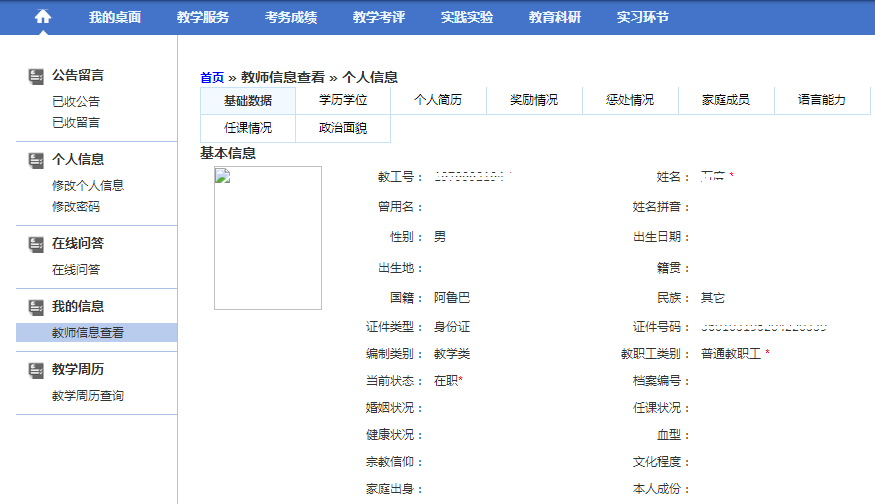 我的桌面 教学服务 考务成绩 教学考评 实践实验 教育科研 实习环节
公告留言
已收公告
已收留言
个人信息
修改个人信息
修改密码
在线问答
在线问答
我的信息
教师信息查看
教学周历
教学周历查询
首页 » 教师信息查看 » 个人信息
基础数据 学历学位 个人简历 奖励情况 惩处情况 家庭成员 语言能力
任课情况 政治面貌
基本信息
教工号： 姓名： *
曾用名： 姓名拼音：
性别： 男 出生日期：
出生地： 籍贯：
国籍： 阿鲁巴 民族： 其它
证件类型： 身份证 证件号码：
编制类别： 教学类 教职工类别： 普通教职工 *
当前状态： 在职* 档案编号：
婚姻状况： 任课状况：
健康状况： 血型：
宗教信仰： 文化程度：
家庭出身： 本人成份：